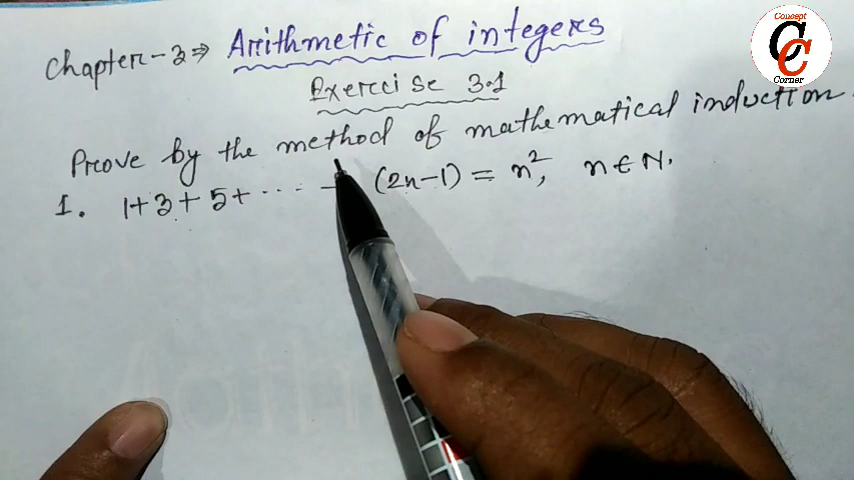 Concept
CC
Corner
Chapter-3⇒ Arithmetic of integers
Exercise 3.1
Prove by the method of mathematical induction.
1. 1+3+5+ ... + (2n-1) = n², n ∈ N.